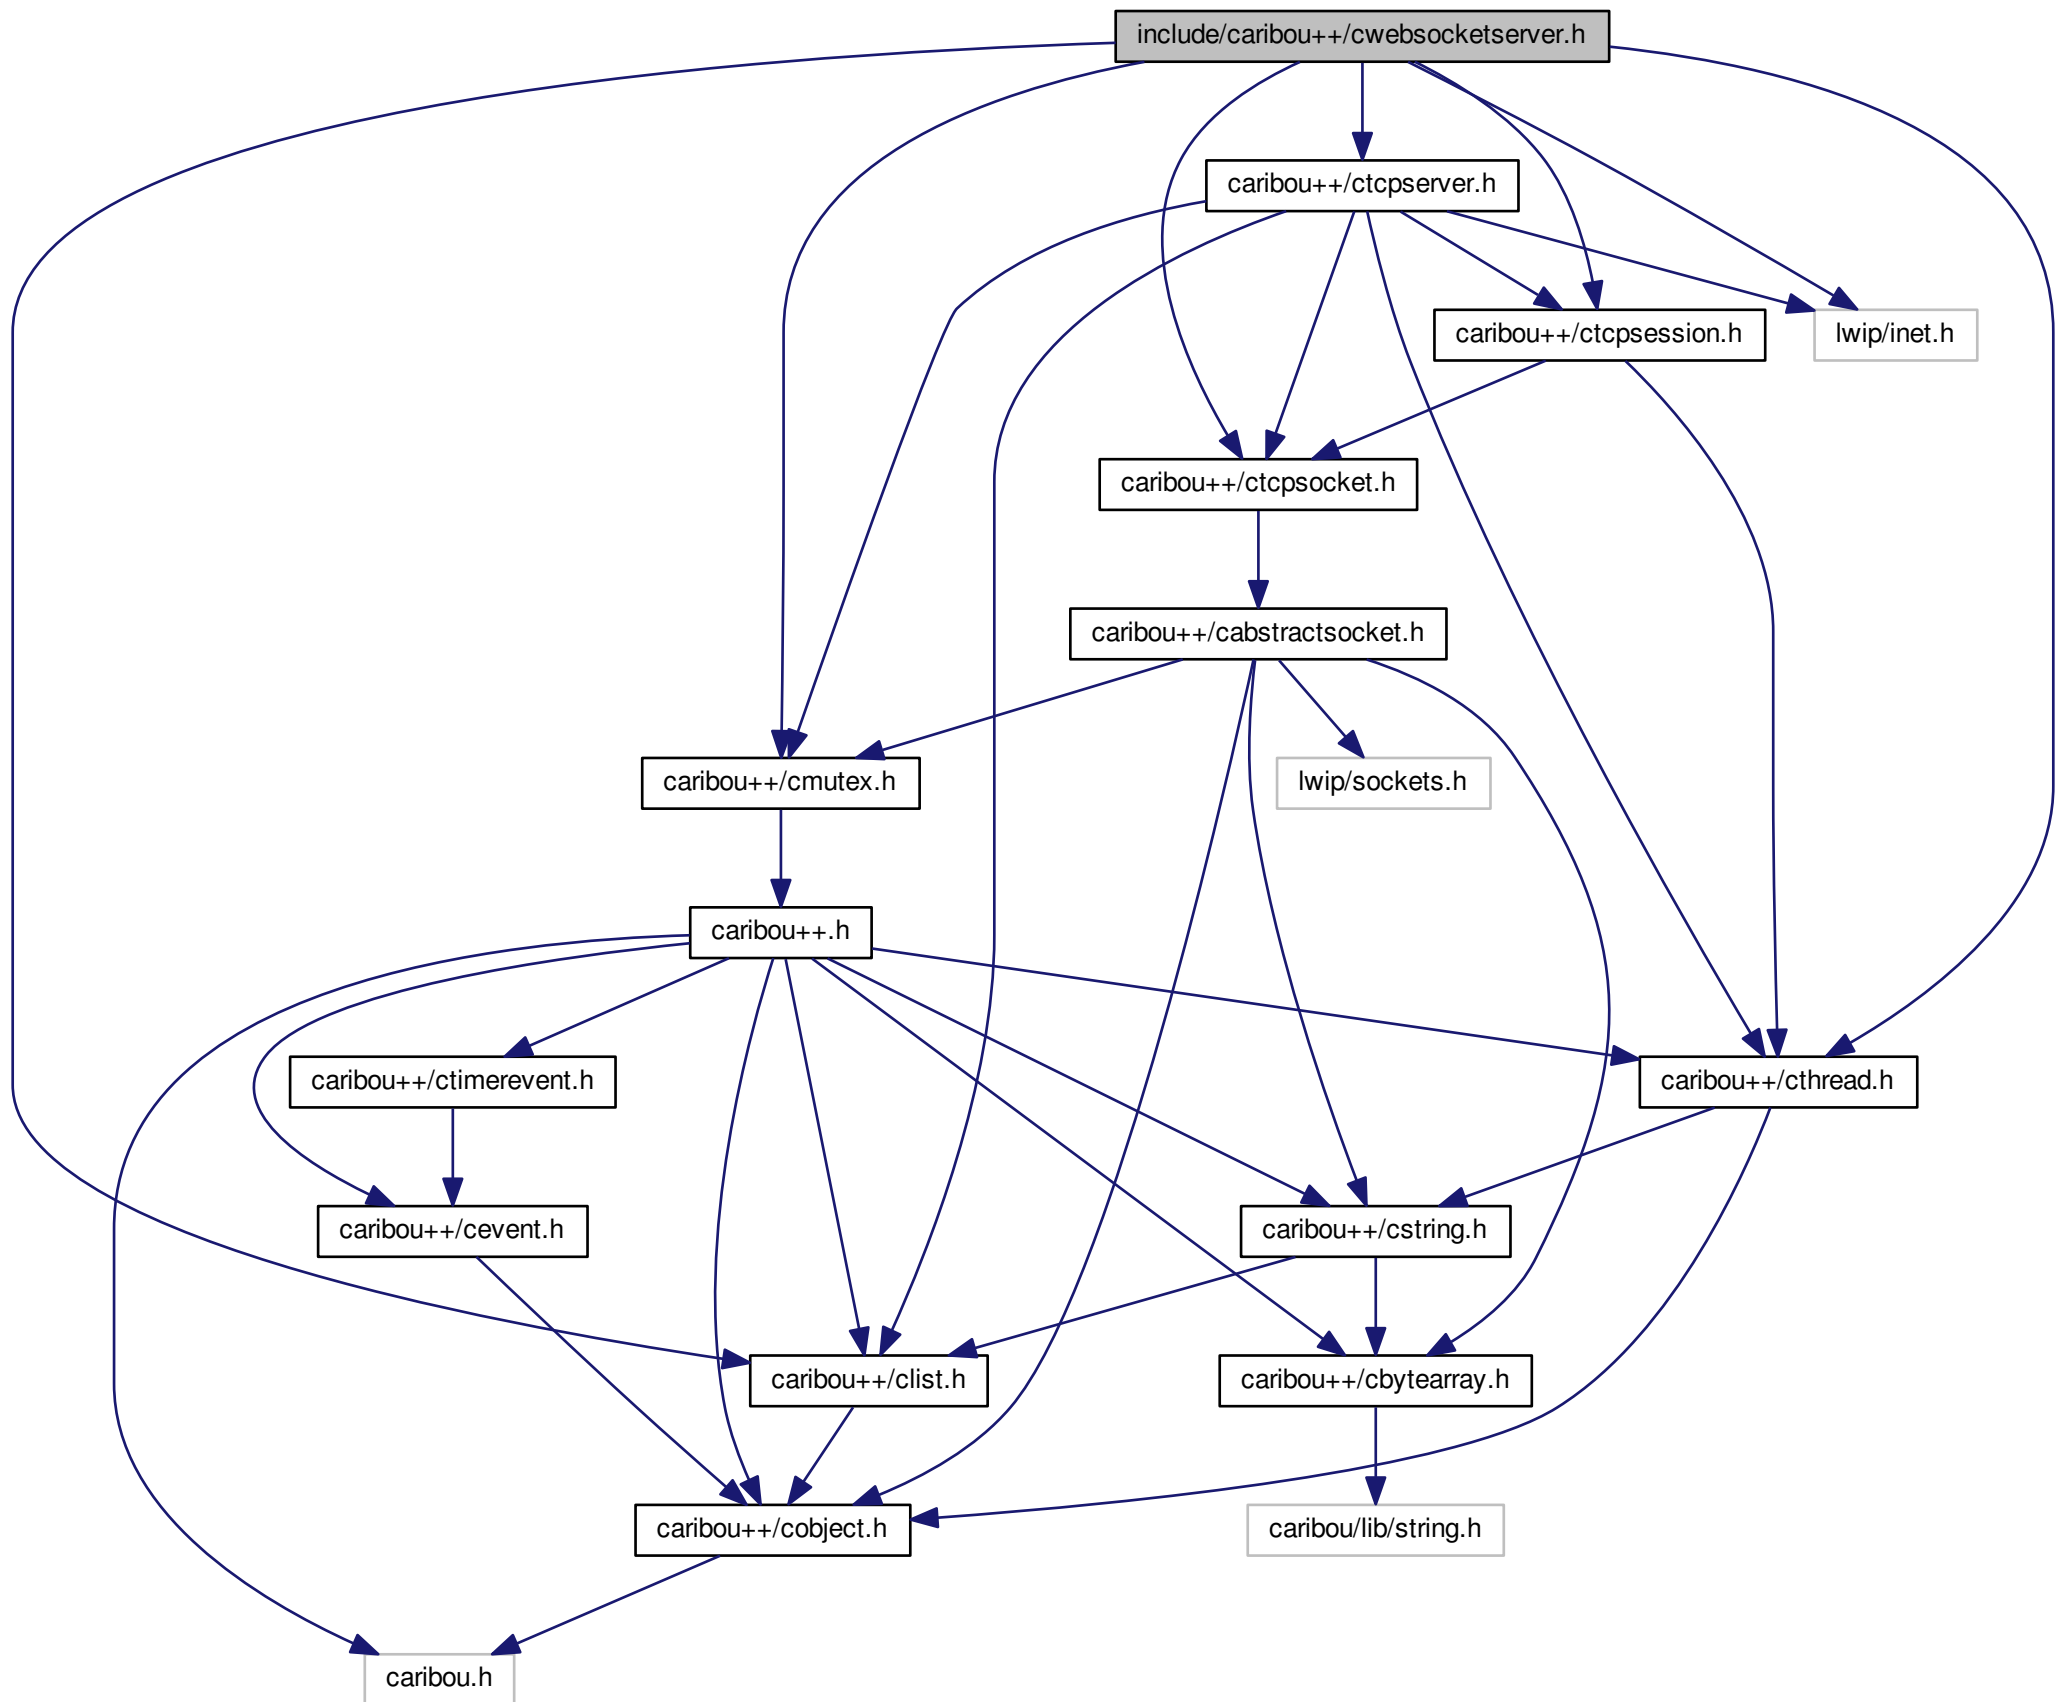 include/caribou++/cwebsocketserver.h
caribou++/ctcpserver.h
caribou++/ctcpsession.h
lwip/inet.h
caribou++/ctcpsocket.h
caribou++/cabstractsocket.h
caribou++/cmutex.h
lwip/sockets.h
caribou++.h
caribou++/ctimerevent.h
caribou++/cthread.h
caribou++/cevent.h
caribou++/cstring.h
caribou++/clist.h
caribou++/cbytearray.h
caribou++/cobject.h
caribou/lib/string.h
caribou.h